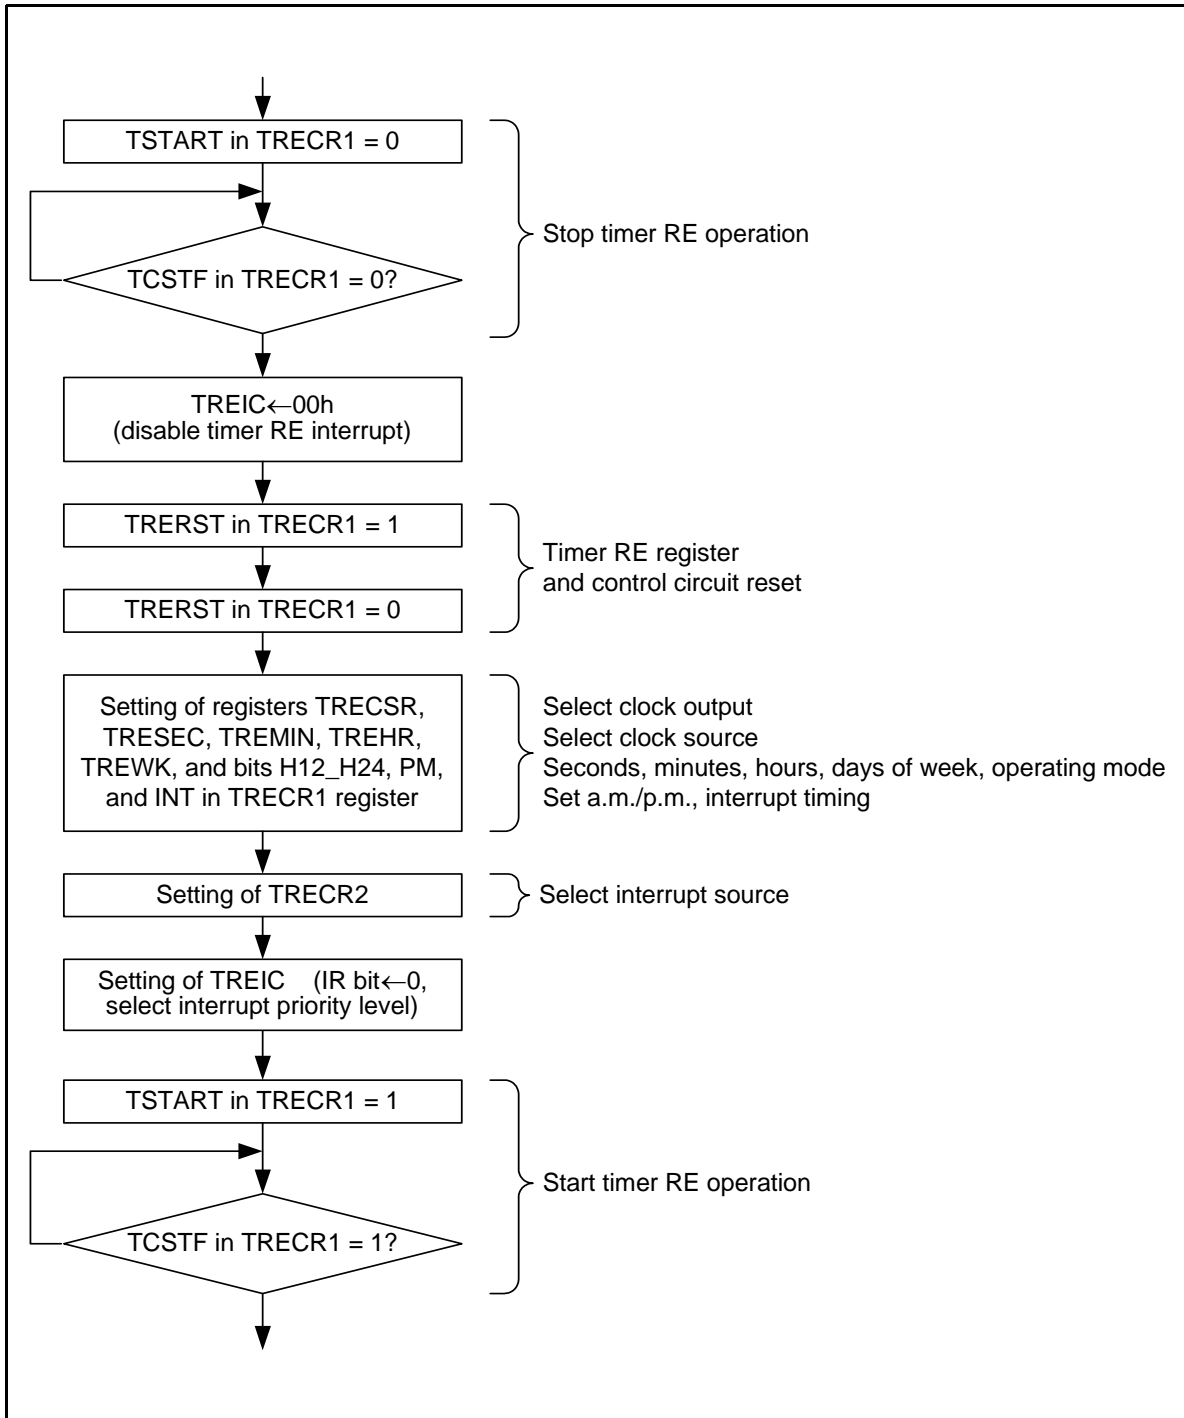 TSTART in TRECR1 = 0
TCSTF in TRECR1 = 0?
Stop timer RE operation
TREIC←00h
(disable timer RE interrupt)
TRERST in TRECR1 = 1
TRERST in TRECR1 = 0
Timer RE register
and control circuit reset
Setting of registers TRECSR,
TRESEC, TREMIN, TREHR,
TREWK, and bits H12_H24, PM,
and INT in TRECR1 register
Select clock output
Select clock source
Seconds, minutes, hours, days of week, operating mode
Set a.m./p.m., interrupt timing
Setting of TRECR2
Select interrupt source
Setting of TREIC (IR bit←0,
select interrupt priority level)
TSTART in TRECR1 = 1
TCSTF in TRECR1 = 1?
Start timer RE operation